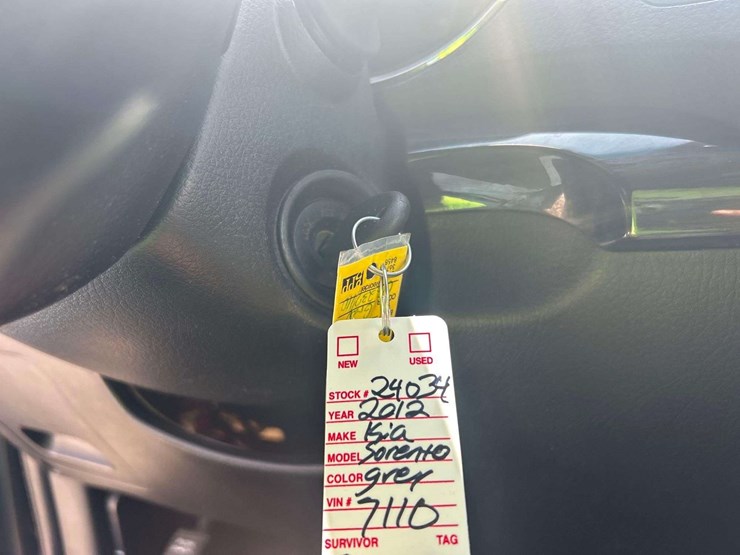 NEW USED
STOCK # 24034
YEAR 2012
MAKE Kia
MODEL Sorento
COLOR grey
VIN # 7110
SURVIVOR TAG